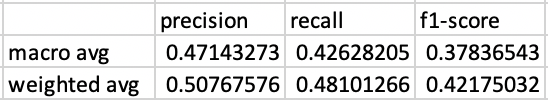 precision recall f1-score
macro avg 0.47143273 0.42628205 0.37836543
weighted avg 0.50767576 0.48101266 0.42175032